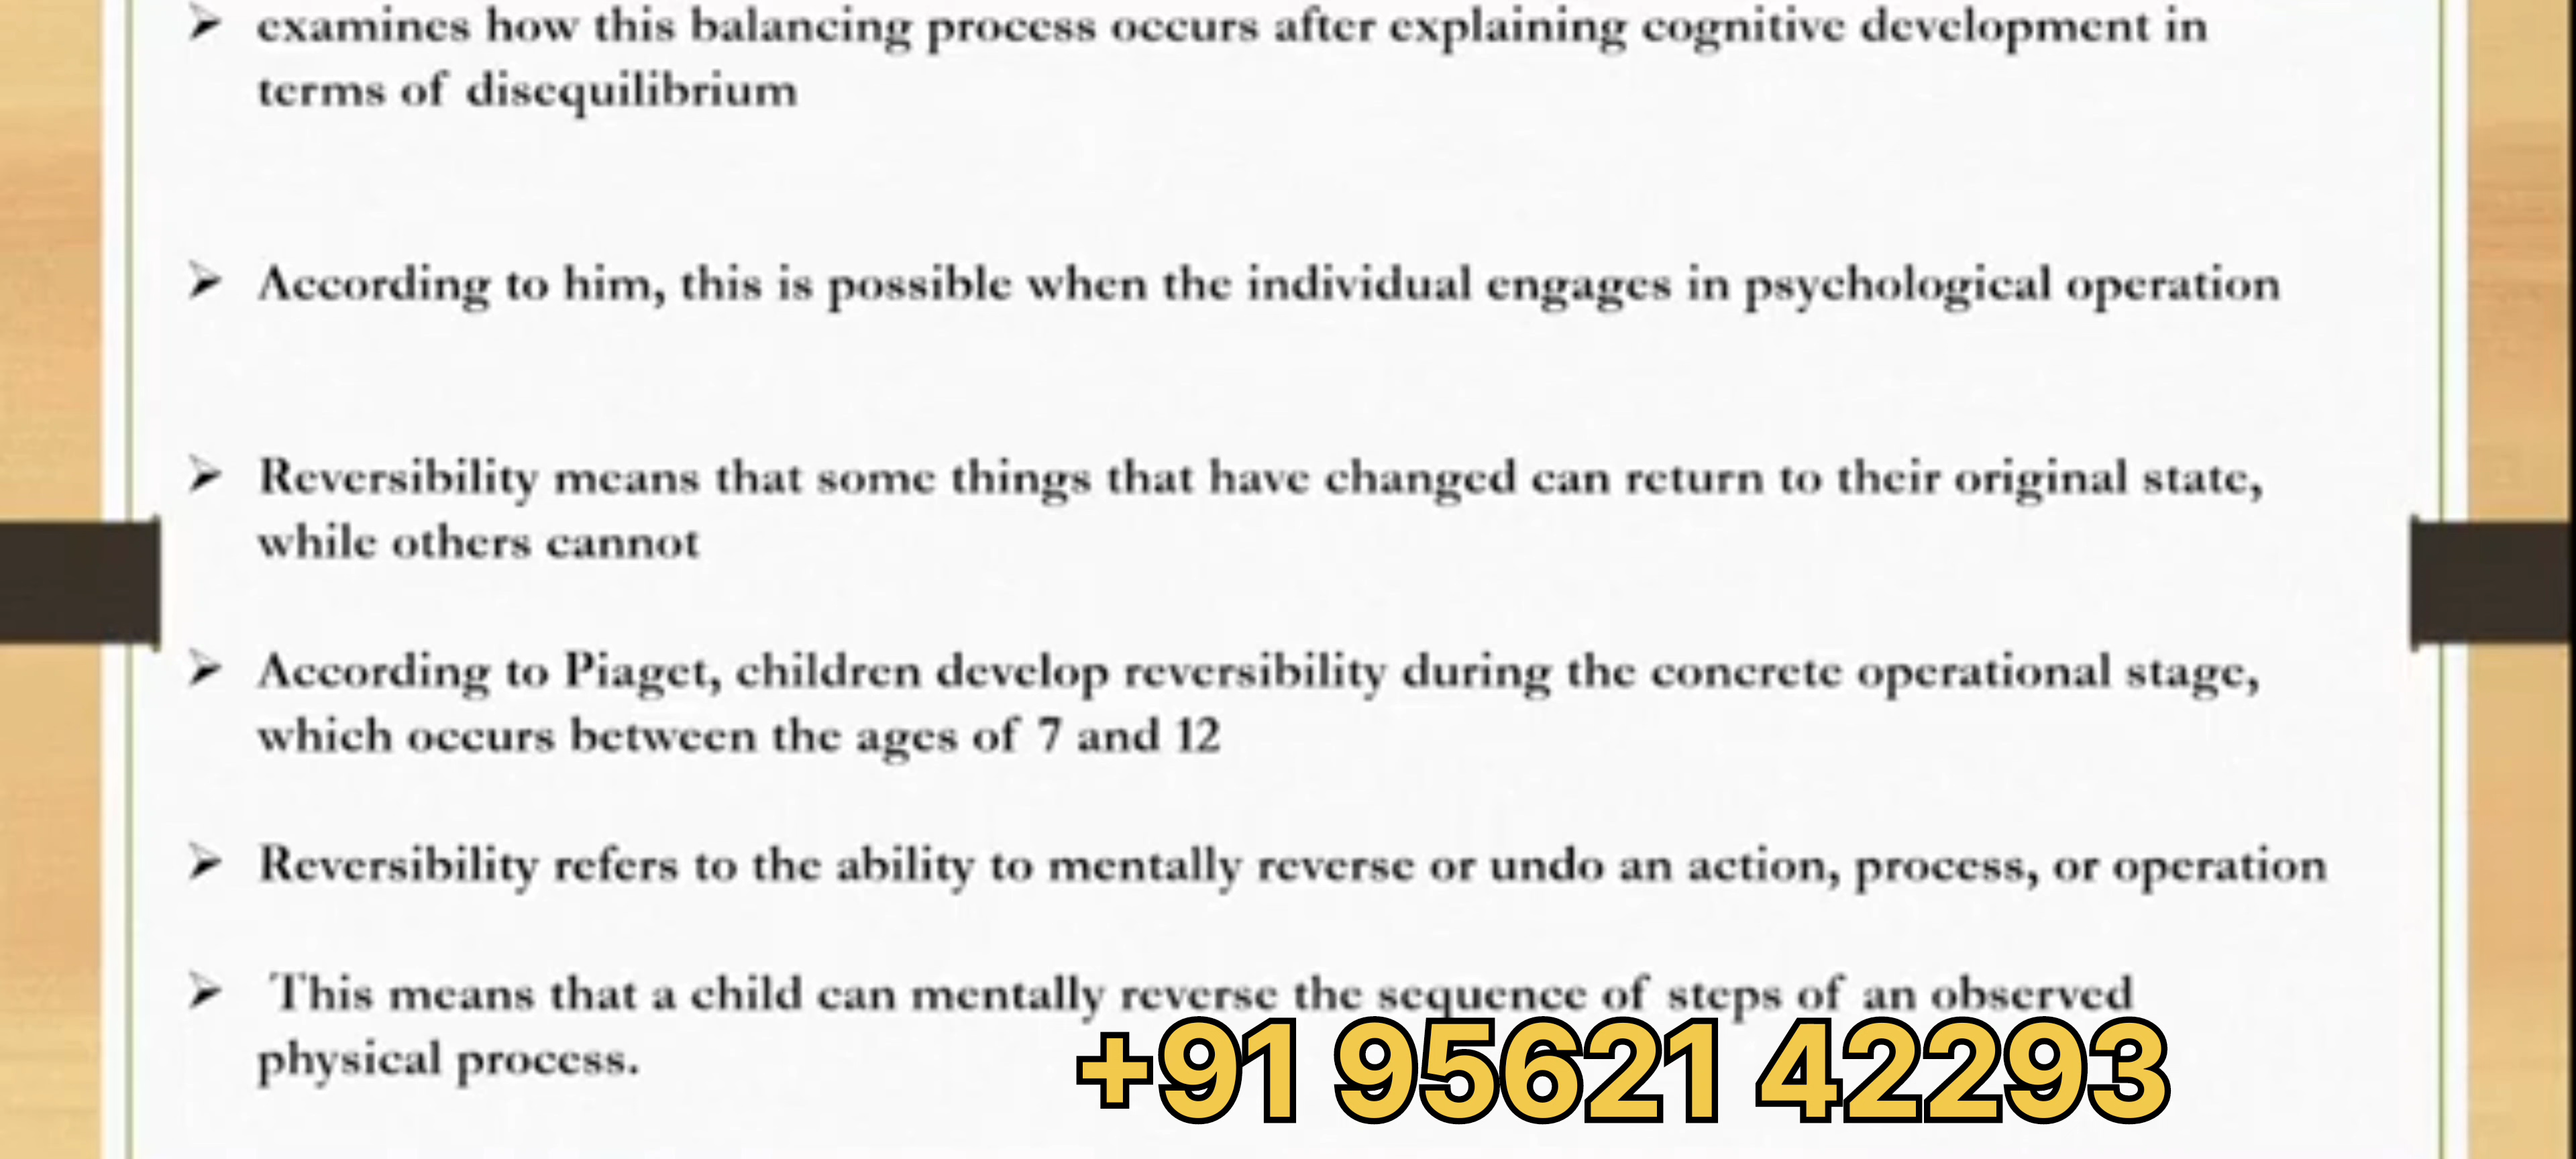 ➢ examines how this balancing process occurs after explaining cognitive development in
terms of disequilibrium
➢ According to him, this is possible when the individual engages in psychological operation
➢ Reversibility means that some things that have changed can return to their original state,
while others cannot
➢ According to Piaget, children develop reversibility during the concrete operational stage,
which occurs between the ages of 7 and 12
➢ Reversibility refers to the ability to mentally reverse or undo an action, process, or operation
➢ This means that a child can mentally reverse the sequence of steps of an observed
physical process.
+91 95621 42293